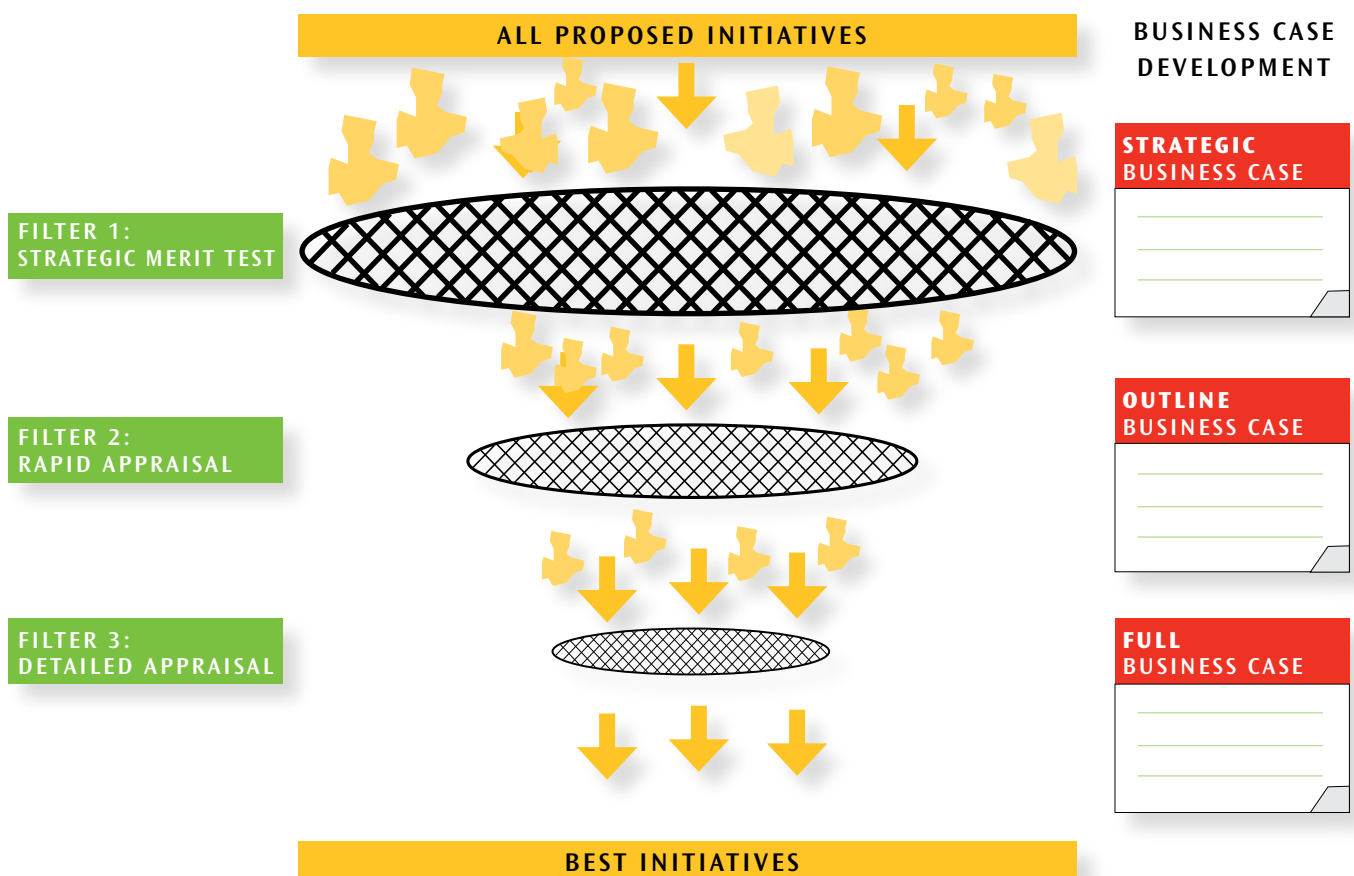 ALL PROPOSED INITIATIVES
BUSINESS CASE
DEVELOPMENT
STRATEGIC
BUSINESS CASE
FILTER 1:
STRATEGIC MERIT TEST
OUTLINE
BUSINESS CASE
FILTER 2:
RAPID APPRAISAL
FULL
BUSINESS CASE
FILTER 3:
DETAILED APPRAISAL
BEST INITIATIVES